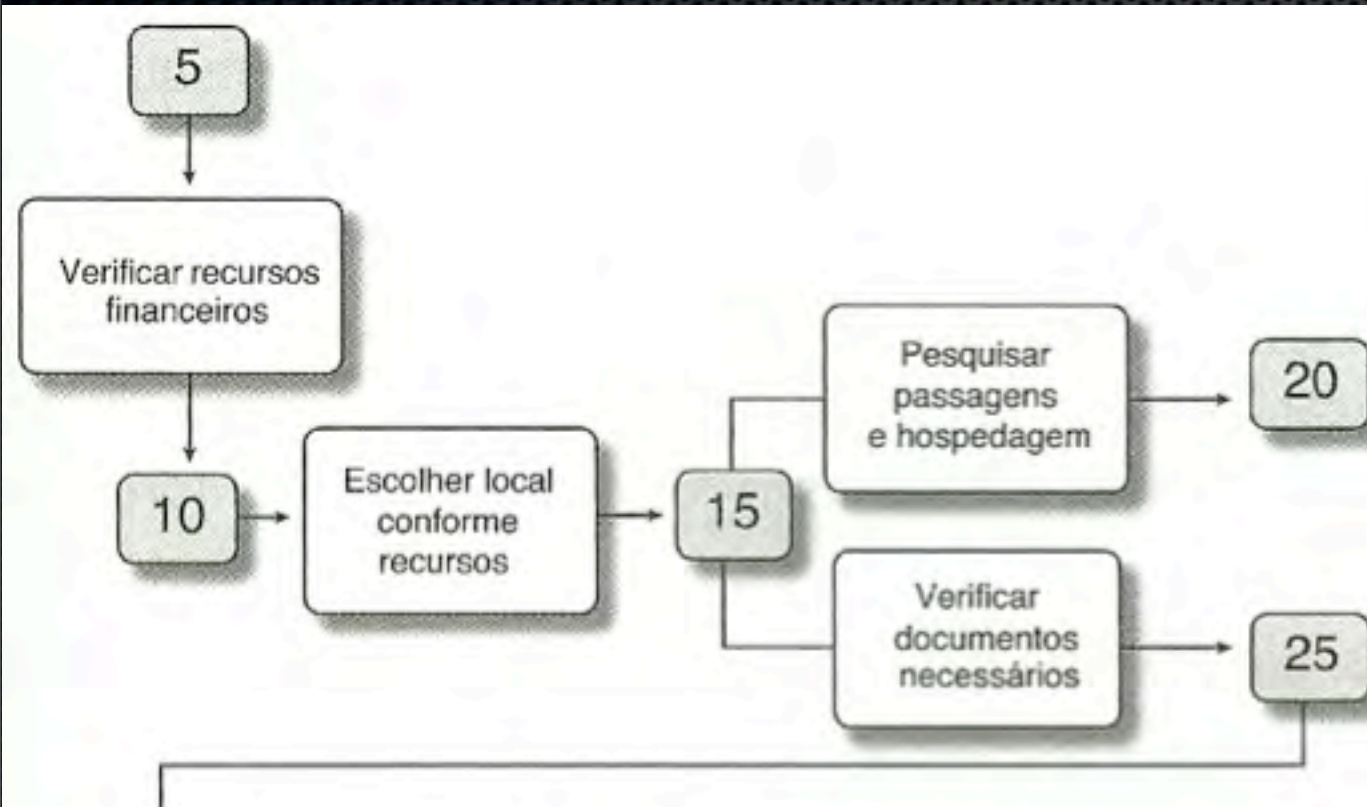 5
Verificar recursos
financeiros
10
Escolher local
conforme
recursos
15
Pesquisar
passagens
e hospedagem
20
Verificar
documentos
necessários
25